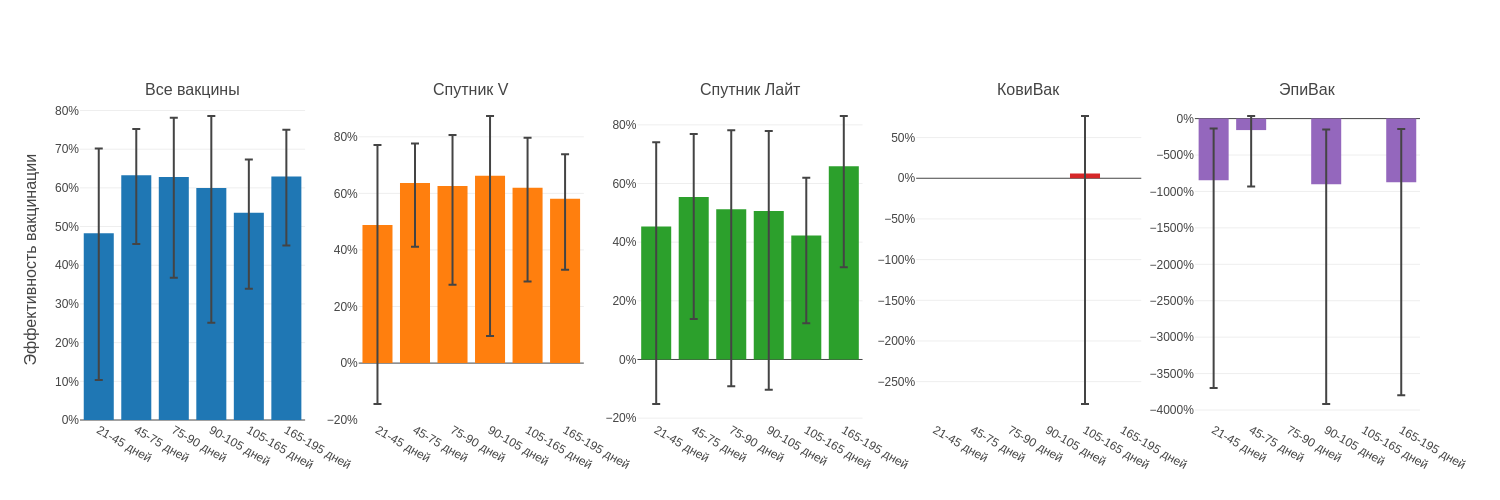 Все вакцины
Спутник V
Спутник Лайт
КовиВак
ЭпиВак
Эффективность вакцинации
80%
70%
60%
50%
40%
30%
20%
10%
0%
21-45 дней
45-75 дней
75-90 дней
90-105 дней
105-165 дней
165-195 дней
80%
60%
40%
20%
0%
−20%
21-45 дней
45-75 дней
75-90 дней
90-105 дней
105-165 дней
165-195 дней
80%
60%
40%
20%
0%
−20%
21-45 дней
45-75 дней
75-90 дней
90-105 дней
105-165 дней
165-195 дней
50%
0%
−50%
−100%
−150%
−200%
−250%
21-45 дней
45-75 дней
75-90 дней
90-105 дней
105-165 дней
165-195 дней
0%
−500%
−1000%
−1500%
−2000%
−2500%
−3000%
−3500%
−4000%
21-45 дней
45-75 дней
75-90 дней
90-105 дней
105-165 дней
165-195 дней